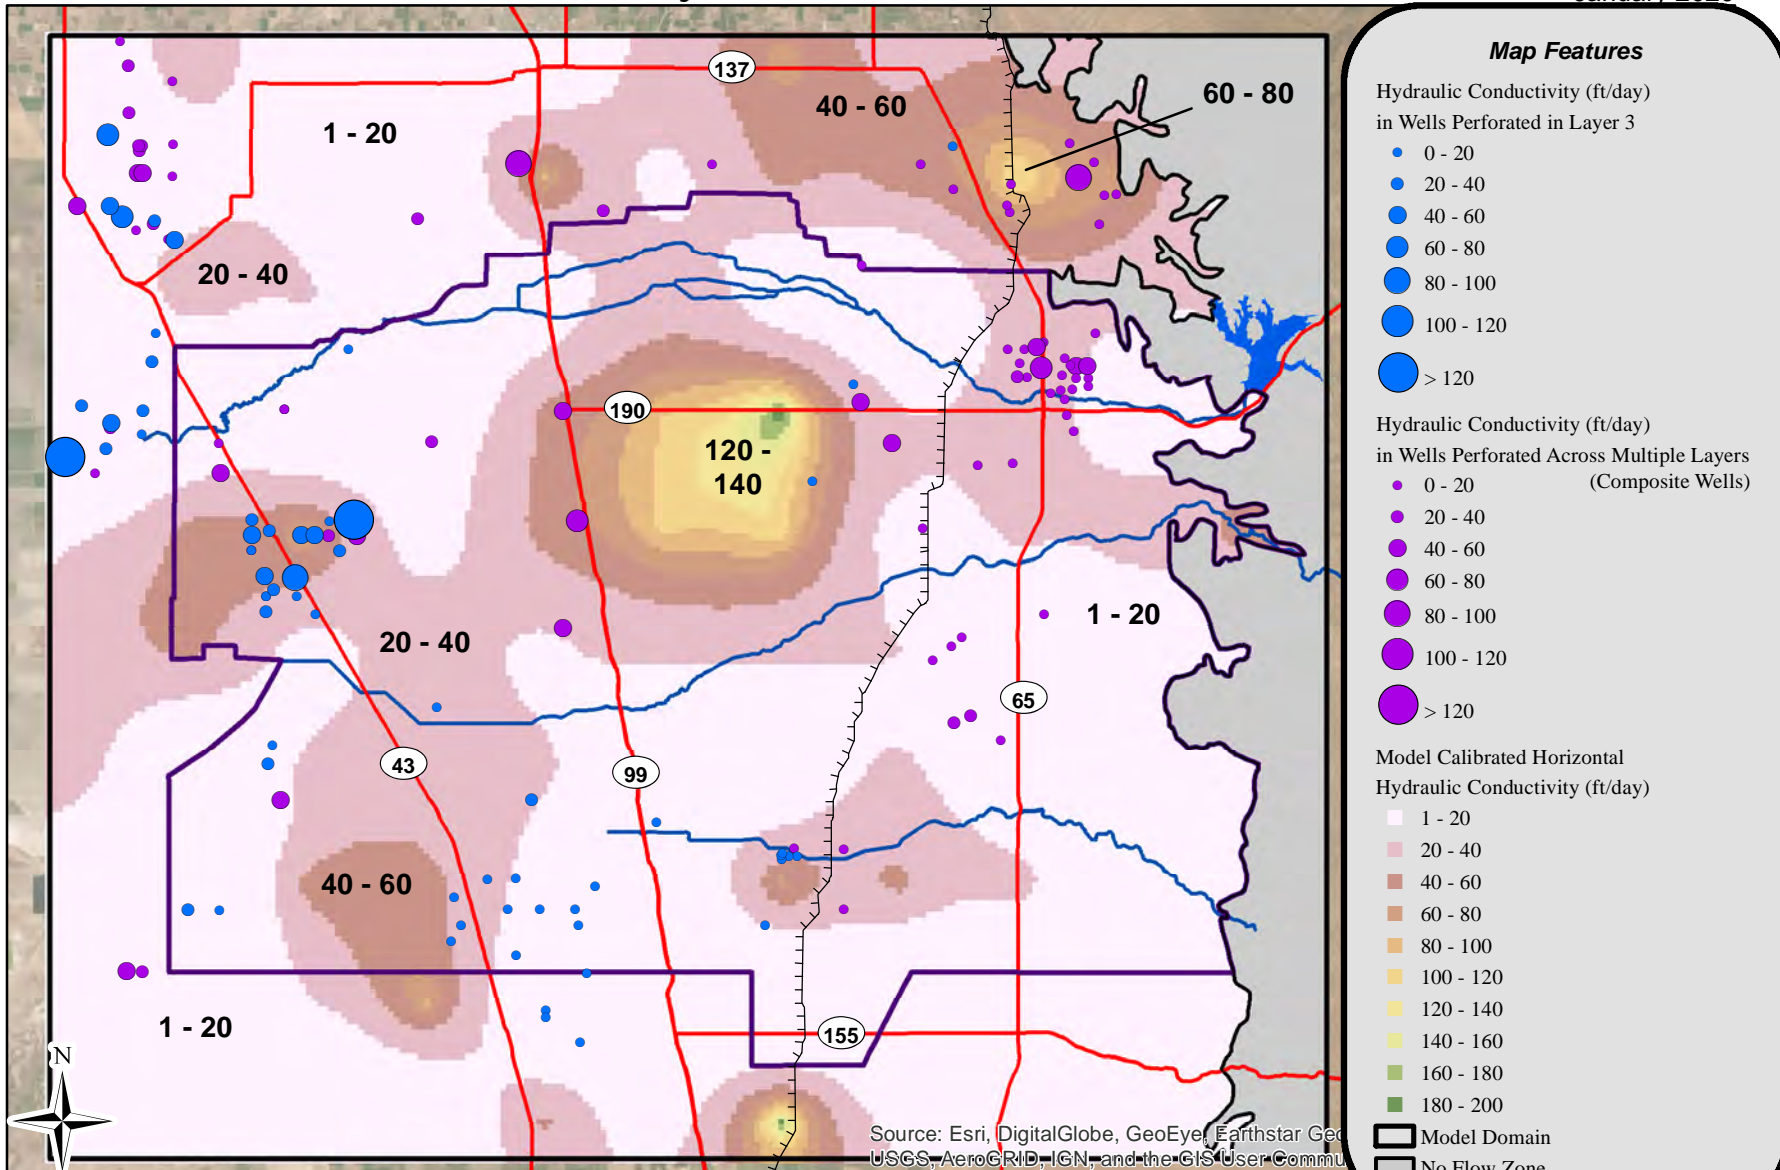 Map Features
Hydraulic Conductivity (ft/day)
in Wells Perforated in Layer 3
0 - 20
20 - 40
40 - 60
60 - 80
80 - 100
100 - 120
> 120
Hydraulic Conductivity (ft/day)
in Wells Perforated Across Multiple Layers
(Composite Wells)
0 - 20
20 - 40
40 - 60
60 - 80
80 - 100
100 - 120
> 120
Model Calibrated Horizontal
Hydraulic Conductivity (ft/day)
1 - 20
20 - 40
40 - 60
60 - 80
80 - 100
100 - 120
120 - 140
140 - 160
160 - 180
180 - 200
Model Domain
No Flow Zone
137
40 - 60
60 - 80
1 - 20
20 - 40
190
120 -
140
1 - 20
20 - 40
65
43
99
40 - 60
1 - 20
155
N
Source: Esri, DigitalGlobe, GeoEye, Earthstar Geo
USGS, AeroGRID, IGN, and the GIS User Commu